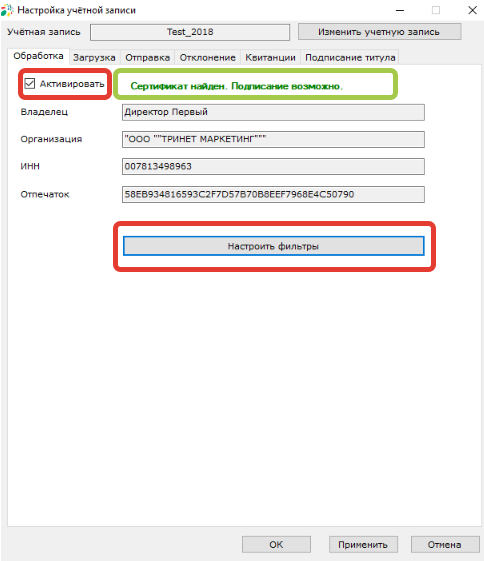 Настройка учётной записи
Учётная запись Test_2018 Изменить учетную запись
Обработка Загрузка Отправка Отклонение Квитанции Подписание титула
Активировать Сертификат найден. Подписание возможно.
Владелец Директор Первый
Организация "ООО ""ТРИНЕТ МАРКЕТИНГ"""
ИНН 007813498963
Отпечаток 58EB934816593C2F7D57B70B8EEF7968E4C50790
Настроить фильтры
ОК Применить Отмена